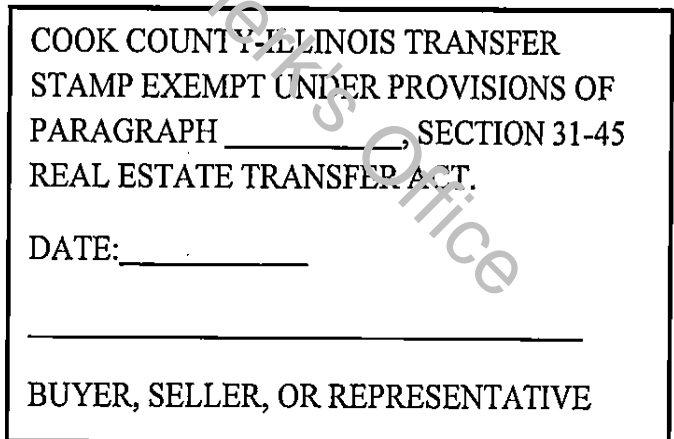 COOK COUNTY-ILLINOIS TRANSFER
STAMP EXEMPT UNDER PROVISIONS OF
PARAGRAPH __________, SECTION 31-45
REAL ESTATE TRANSFER ACT.
DATE:__________
BUYER, SELLER, OR REPRESENTATIVE
Office